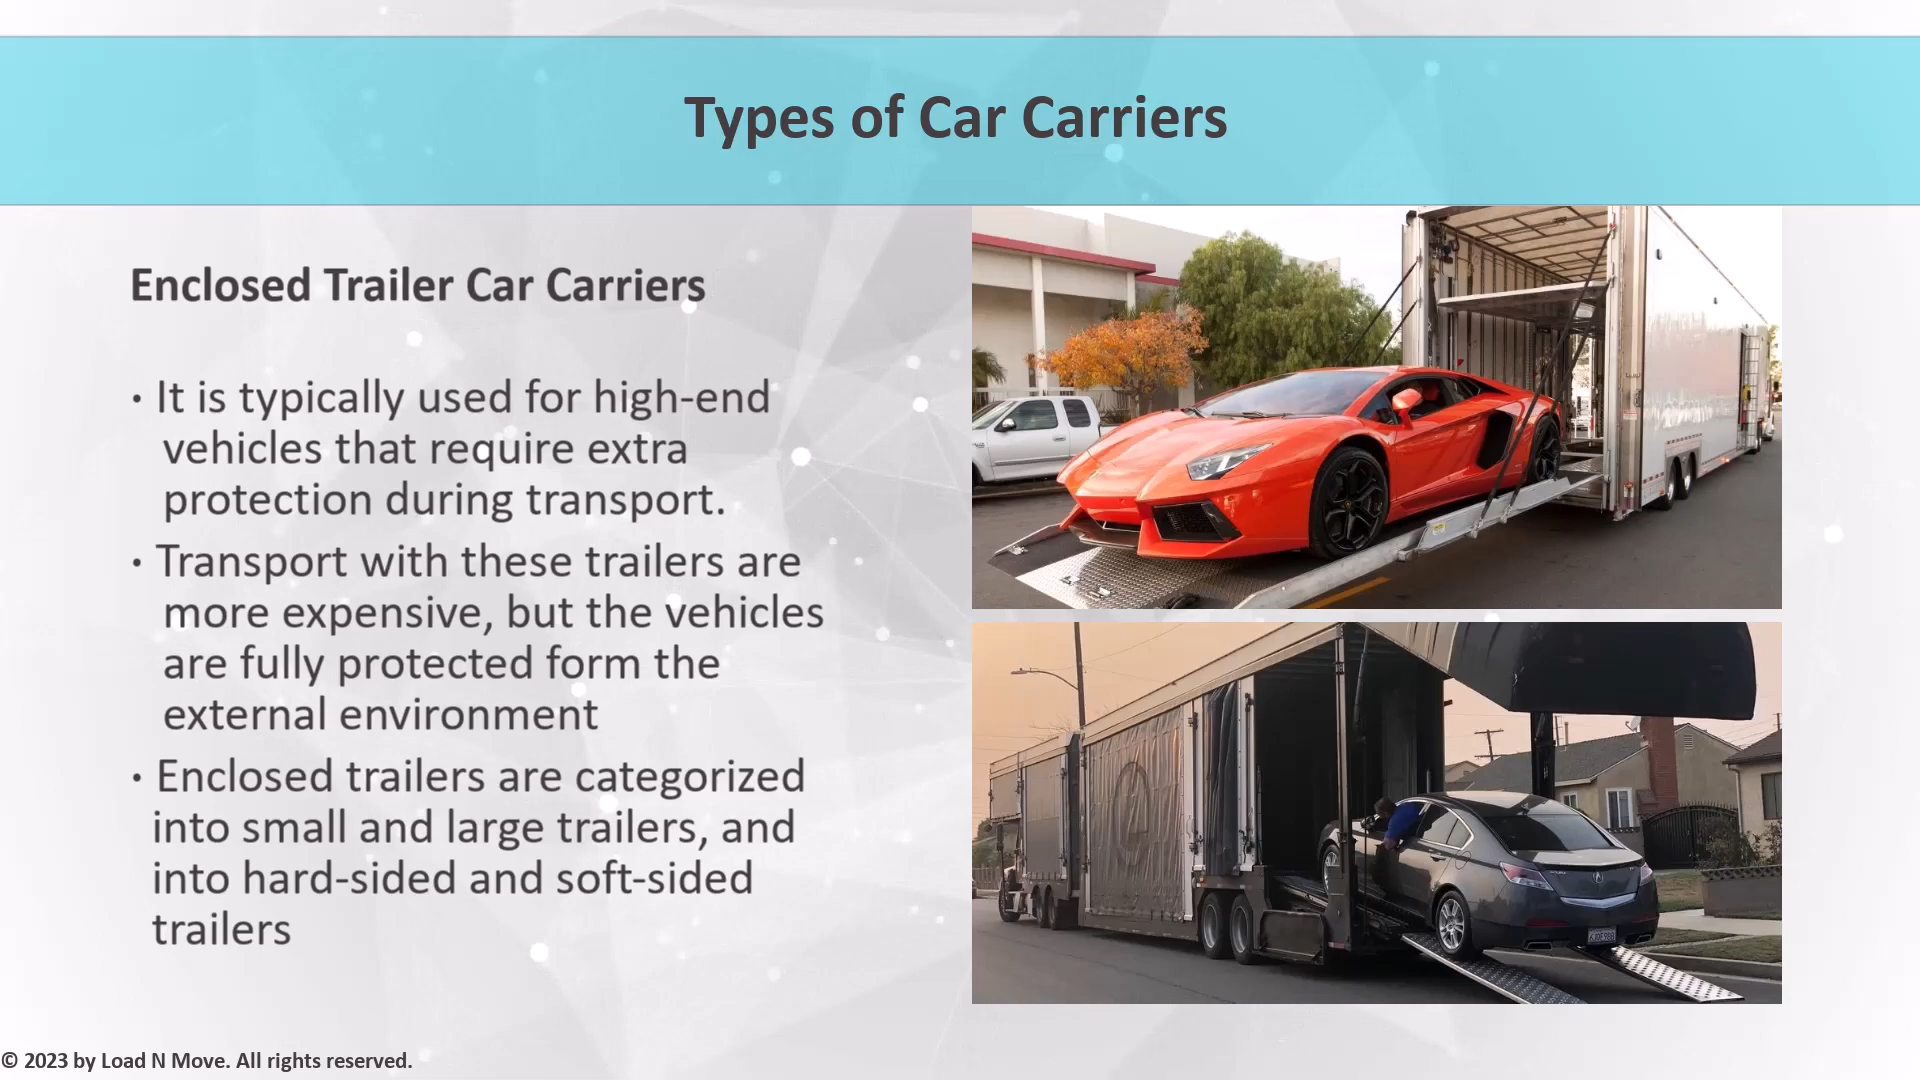 Types of Car Carriers
Enclosed Trailer Car Carriers
• It is typically used for high-end
vehicles that require extra
protection during transport.
• Transport with these trailers are
more expensive, but the vehicles
are fully protected form the
external environment
• Enclosed trailers are categorized
into small and large trailers, and
into hard-sided and soft-sided
trailers
© 2023 by Load N Move. All rights reserved.